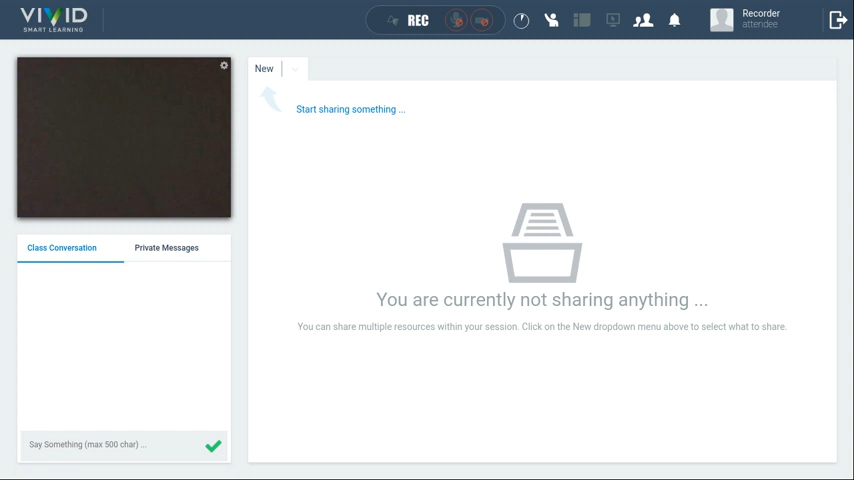 VIVID
SMART LEARNING
REC
Recorder
attendee
New
Start sharing something ...
Class Conversation
Private Messages
You are currently not sharing anything ...
You can share multiple resources within your session. Click on the New dropdown menu above to select what to share.
Say Something (max 500 char) ...